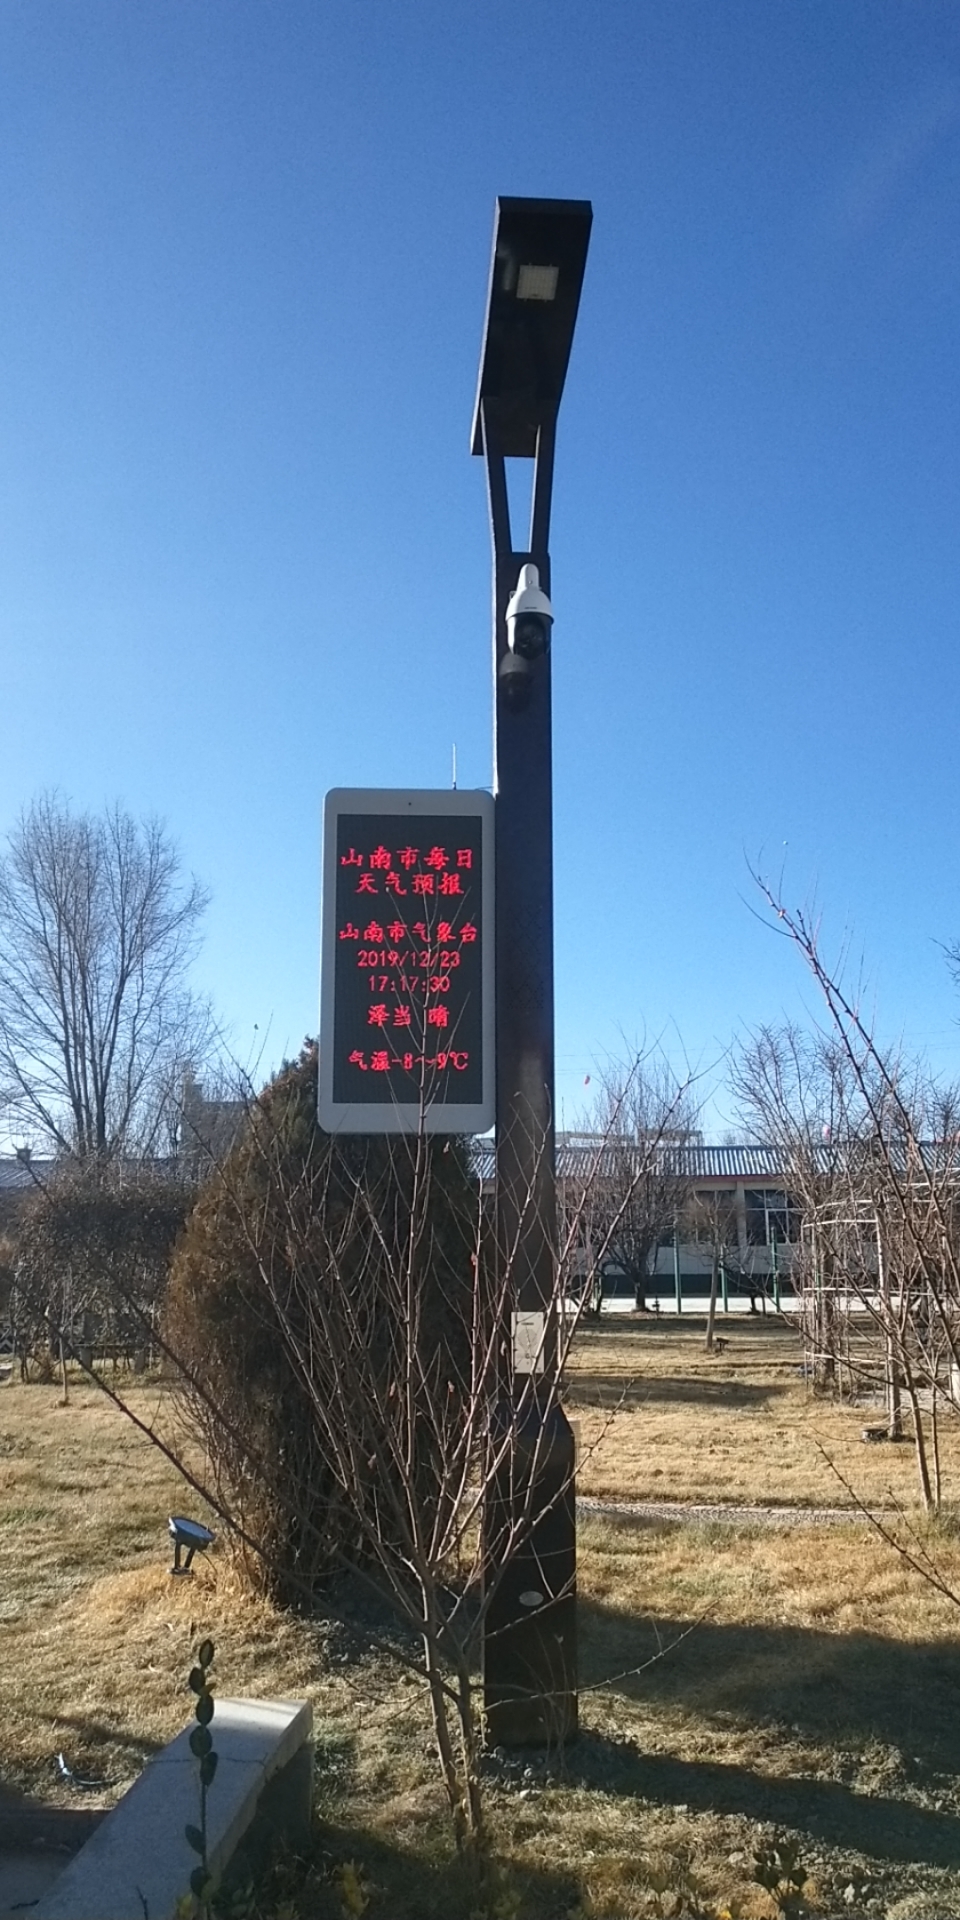 山南市每日
天气预报
山南市气象台
2019/12/23
17:17:30
泽当 晴
气温-8~9℃